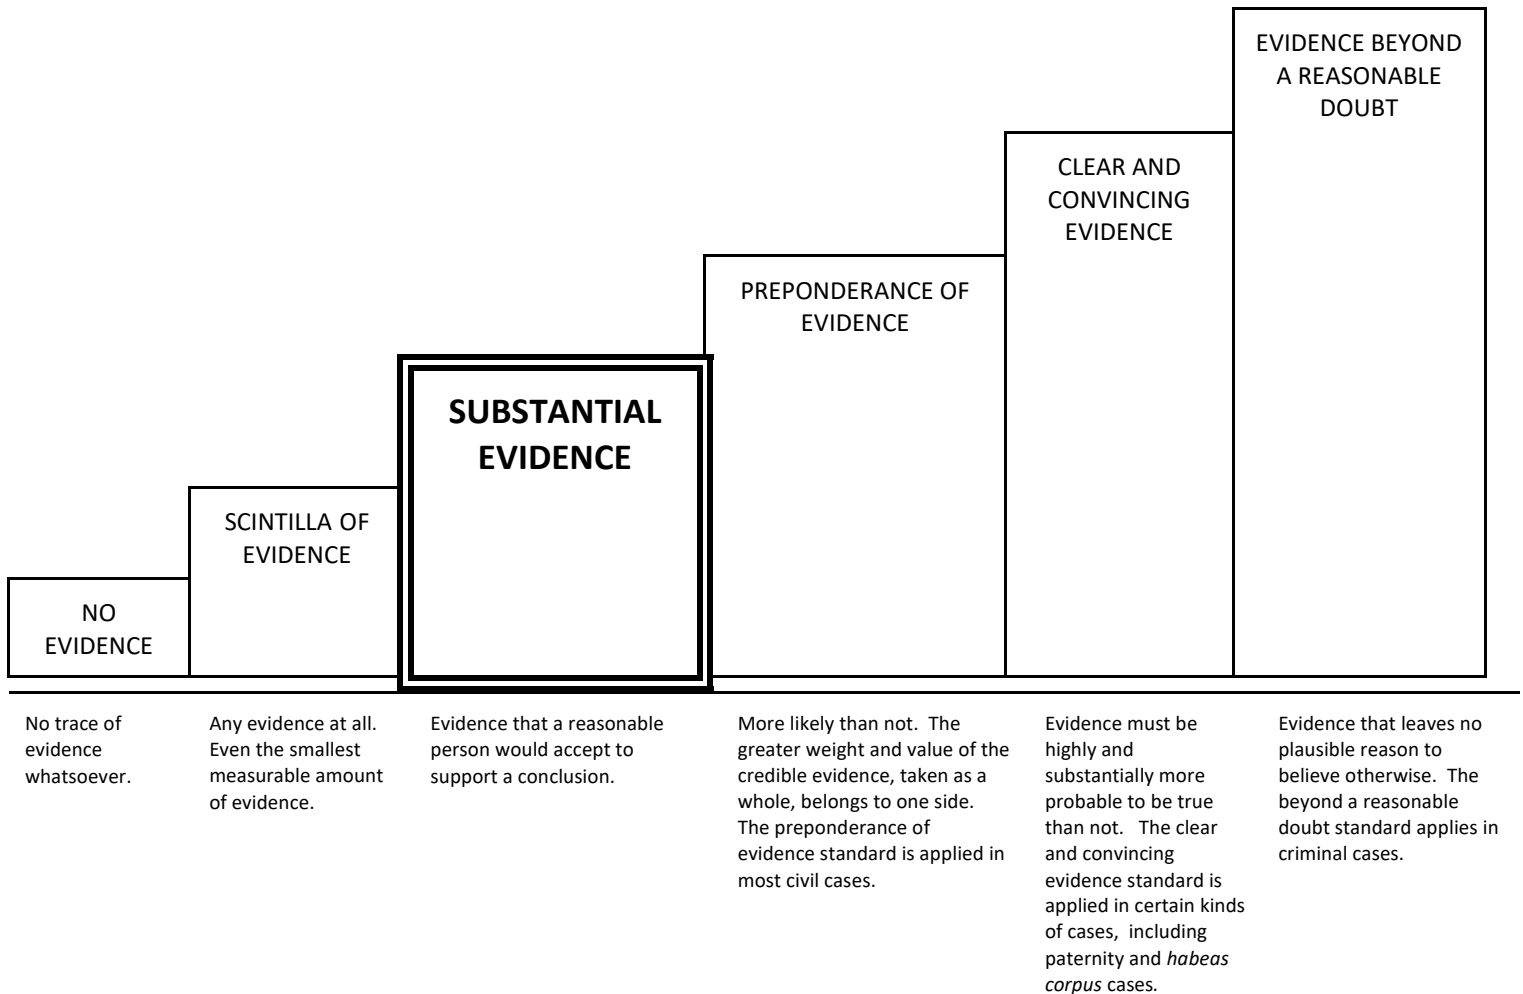 EVIDENCE BEYOND
A REASONABLE
DOUBT
CLEAR AND
CONVINCING
EVIDENCE
PREPONDERANCE OF
EVIDENCE
SUBSTANTIAL
EVIDENCE
SCINTILLA OF
EVIDENCE
NO
EVIDENCE
No trace of
evidence
whatsoever.
Any evidence at all.
Even the smallest
measurable amount
of evidence.
Evidence that a reasonable
person would accept to
support a conclusion.
More likely than not.  The
greater weight and value of the
credible evidence, taken as a
whole, belongs to one side.
The preponderance of
evidence standard is applied in
most civil cases.
Evidence must be
highly and
substantially more
probable to be true
than not.   The clear
and convincing
evidence standard is
applied in certain kinds
of cases,  including
paternity and habeas
corpus cases.
Evidence that leaves no
plausible reason to
believe otherwise.  The
beyond a reasonable
doubt standard applies in
criminal cases.